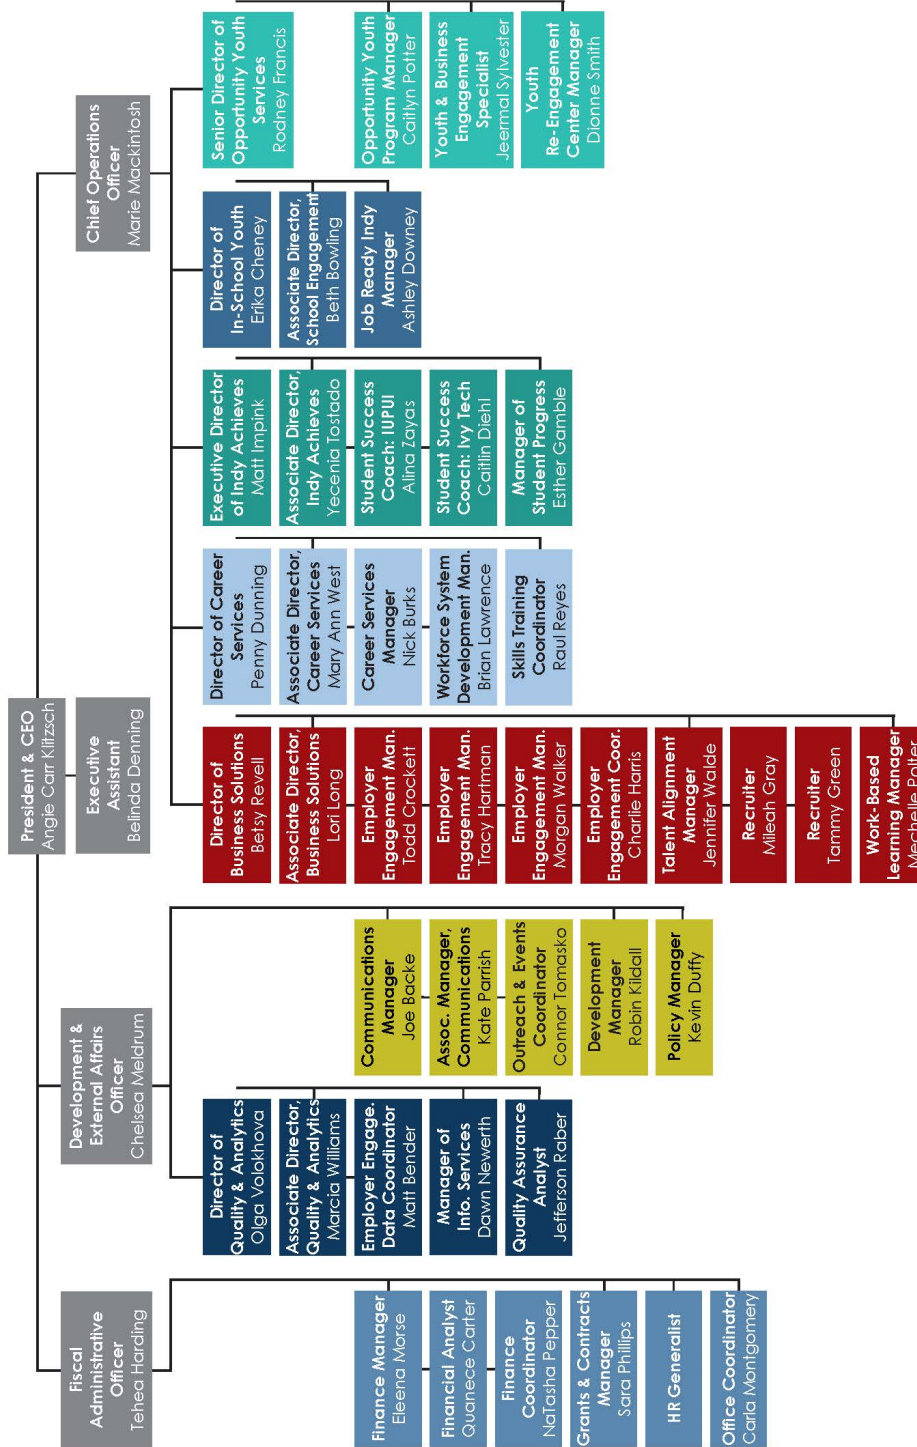 President & CEO
Angie Carr Klitzsch
Executive
Assistant
Belinda Denning
Fiscal
Administrative
Officer
Tehea Harding
Development &
External Affairs
Officer
Chelsea Meldrum
Chief Operations
Officer
Marie Mackintosh
Finance Manager
Eleena Morse
Financial Analyst
Quanece Carter
Finance
Coordinator
NaTasha Pepper
Grants & Contracts
Manager
Sara Phillips
HR Generalist
Office Coordinator
Carla Montgomery
Director of
Quality & Analytics
Olga Volokhova
Associate Director,
Quality & Analytics
Marcia Williams
Employer Engage.
Data Coordinator
Matt Bender
Manager of
Info. Services
Dawn Newerth
Quality Assurance
Analyst
Jefferson Raber
Communications
Manager
Joe Backe
Assoc. Manager,
Communications
Kate Parrish
Outreach & Events
Coordinator
Connor Tomasko
Development
Manager
Robin Kildall
Policy Manager
Kevin Duffy
Director of
Business Solutions
Betsy Revell
Associate Director,
Business Solutions
Lori Long
Employer
Engagement Man.
Todd Crockett
Employer
Engagement Man.
Tracy Hartman
Employer
Engagement Man.
Morgan Walker
Employer
Engagement Coor.
Charlie Harris
Talent Alignment
Manager
Jennifer Walde
Recruiter
Mileah Gray
Recruiter
Tammy Green
Work-Based
Learning Manager
Mechelle Polter
Director of Career
Services
Penny Dunning
Associate Director,
Career Services
Mary Ann West
Career Services
Manager
Nick Burks
Workforce System
Development Man.
Brian Lawrence
Skills Training
Coordinator
Raul Reyes
Executive Director
of Indy Achieves
Matt Impink
Associate Director,
Indy Achieves
Yecenia Tostado
Student Success
Coach: IUPUI
Alina Zayas
Student Success
Coach: Ivy Tech
Caitlin Diehl
Manager of
Student Progress
Esther Gamble
Director of
In-School Youth
Erika Cheney
Associate Director,
School Engagement
Beth Bowling
Job Ready Indy
Manager
Ashley Downey
Senior Director of
Opportunity Youth
Services
Rodney Francis
Opportunity Youth
Program Manager
Caitlyn Potter
Youth & Business
Engagement
Specialist
Jeermal Sylvester
Youth
Re-Engagement
Center Manager
Dionne Smith